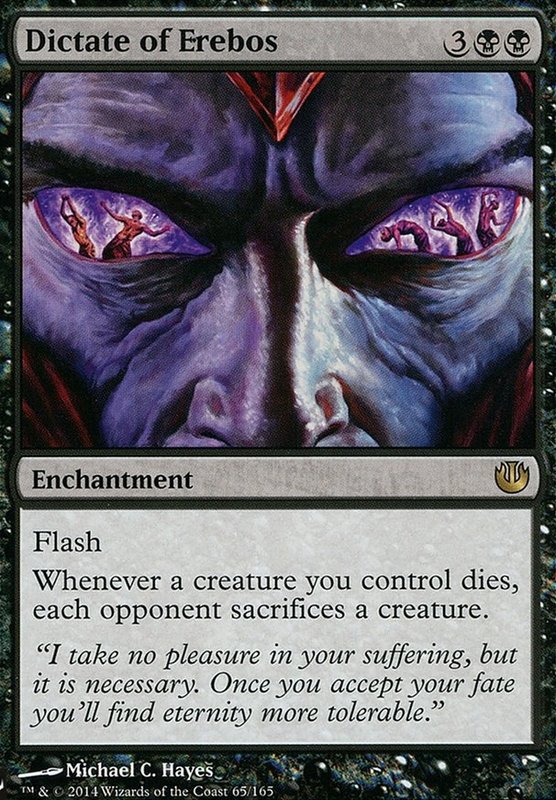 Dictate of Erebos 3
Enchantment
Flash
Whenever a creature you control dies,
each opponent sacrifices a creature.
“I take no pleasure in your suffering, but
it is necessary. Once you accept your fate
you’ll find eternity more tolerable.”
Michael C. Hayes
™ & © 2014 Wizards of the Coast 65/165